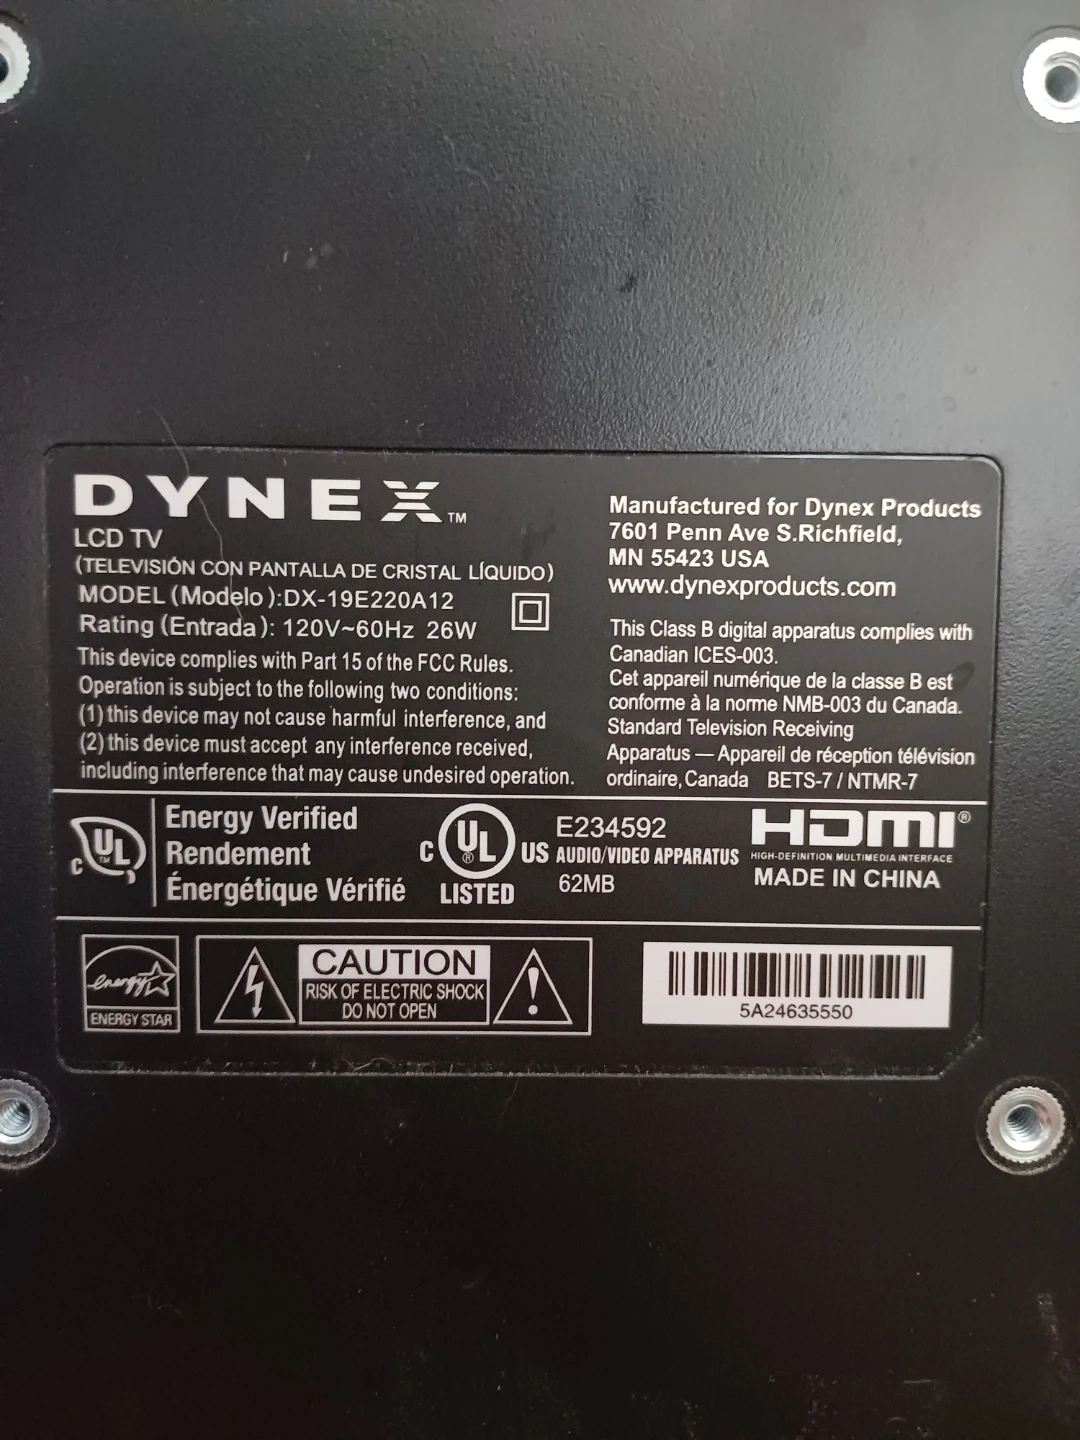 DYNEX™
LCD TV
(TELEVISIÓN CON PANTALLA DE CRISTAL LÍQUIDO)
MODEL (Modelo ):DX-19E220A12
Rating (Entrada): 120V~60Hz 26W
This device complies with Part 15 of the FCC Rules.
Operation is subject to the following two conditions:
(1) this device may not cause harmful interference, and
(2) this device must accept any interference received,
including interference that may cause undesired operation.
Manufactured for Dynex Products
7601 Penn Ave S.Richfield,
MN 55423 USA
www.dynexproducts.com
This Class B digital apparatus complies with
Canadian ICES-003.
Cet appareil numérique de la classe B est
conforme à la norme NMB-003 du Canada.
Standard Television Receiving
Apparatus — Appareil de réception télévision
ordinaire, Canada BETS-7 / NTMR-7
C UL™
Energy Verified
Rendement
Énergétique Vérifié
C UL® US
LISTED
E234592
AUDIO/VIDEO APPARATUS
62MB
HDMI®
HIGH-DEFINITION MULTIMEDIA INTERFACE
MADE IN CHINA
energy
ENERGY STAR
CAUTION
RISK OF ELECTRIC SHOCK
DO NOT OPEN
5A24635550